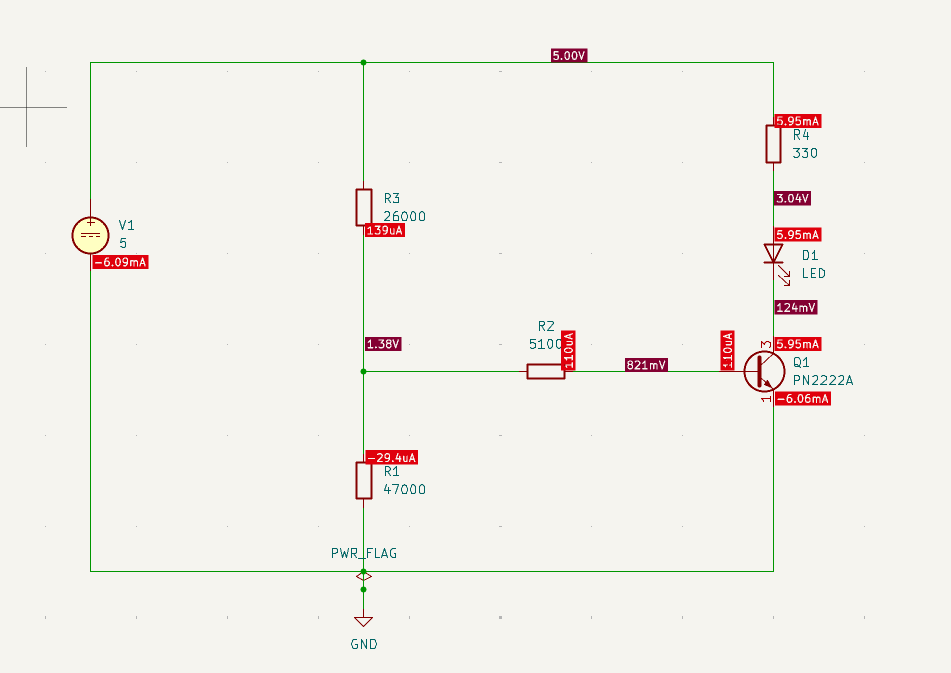 5.00V
5.95mA
R4
330
3.04V
R3
26000
139uA
V1
5
-6.09mA
5.95mA
D1
LED
124mV
R2
5100
110uA
1.38V
821mV
110uA
3
5.95mA
Q1
PN2222A
1
-6.06mA
-29.4uA
R1
47000
PWR_FLAG
GND